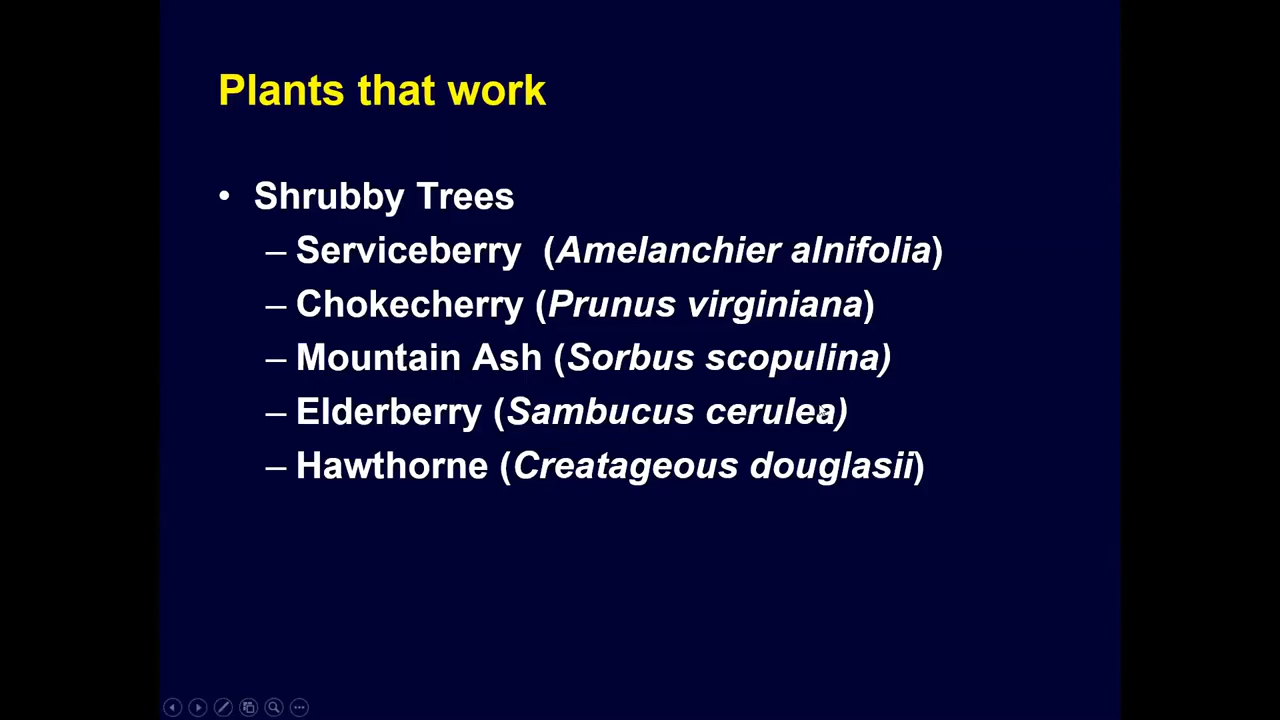 Plants that work
• Shrubby Trees
– Serviceberry  (Amelanchier alnifolia)
– Chokecherry (Prunus virginiana)
– Mountain Ash (Sorbus scopulina)
– Elderberry (Sambucus cerulea)
– Hawthorne (Creatageous douglasii)